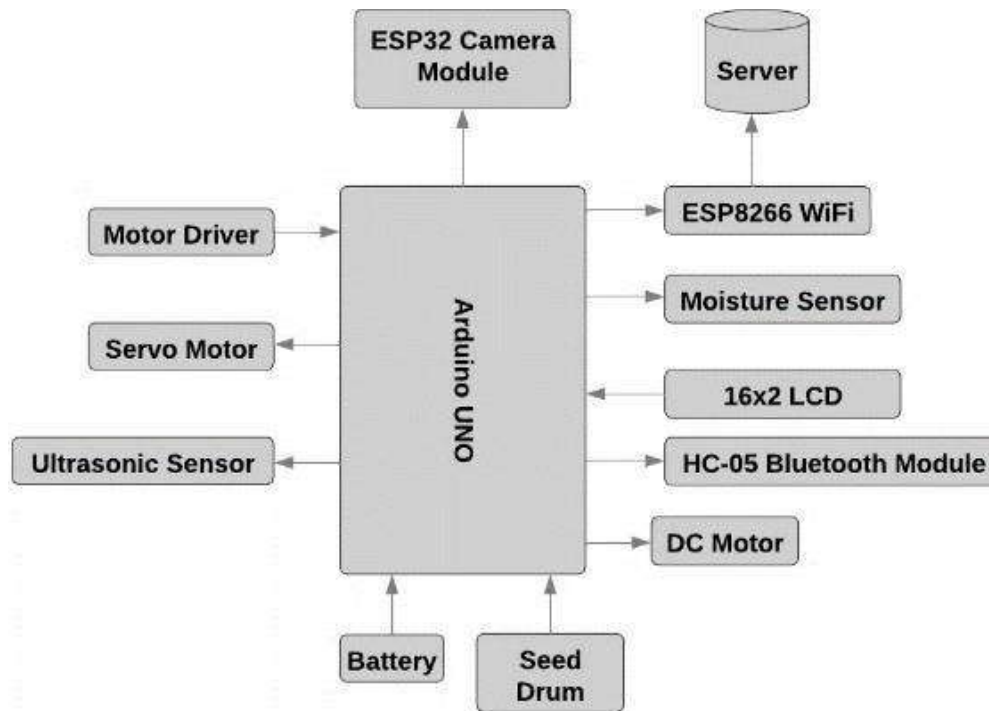 ESP32 Camera
Module
Server
Motor Driver
ESP8266 WiFi
Moisture Sensor
Servo Motor
Arduino UNO
16x2 LCD
Ultrasonic Sensor
HC-05 Bluetooth Module
DC Motor
Battery
Seed
Drum